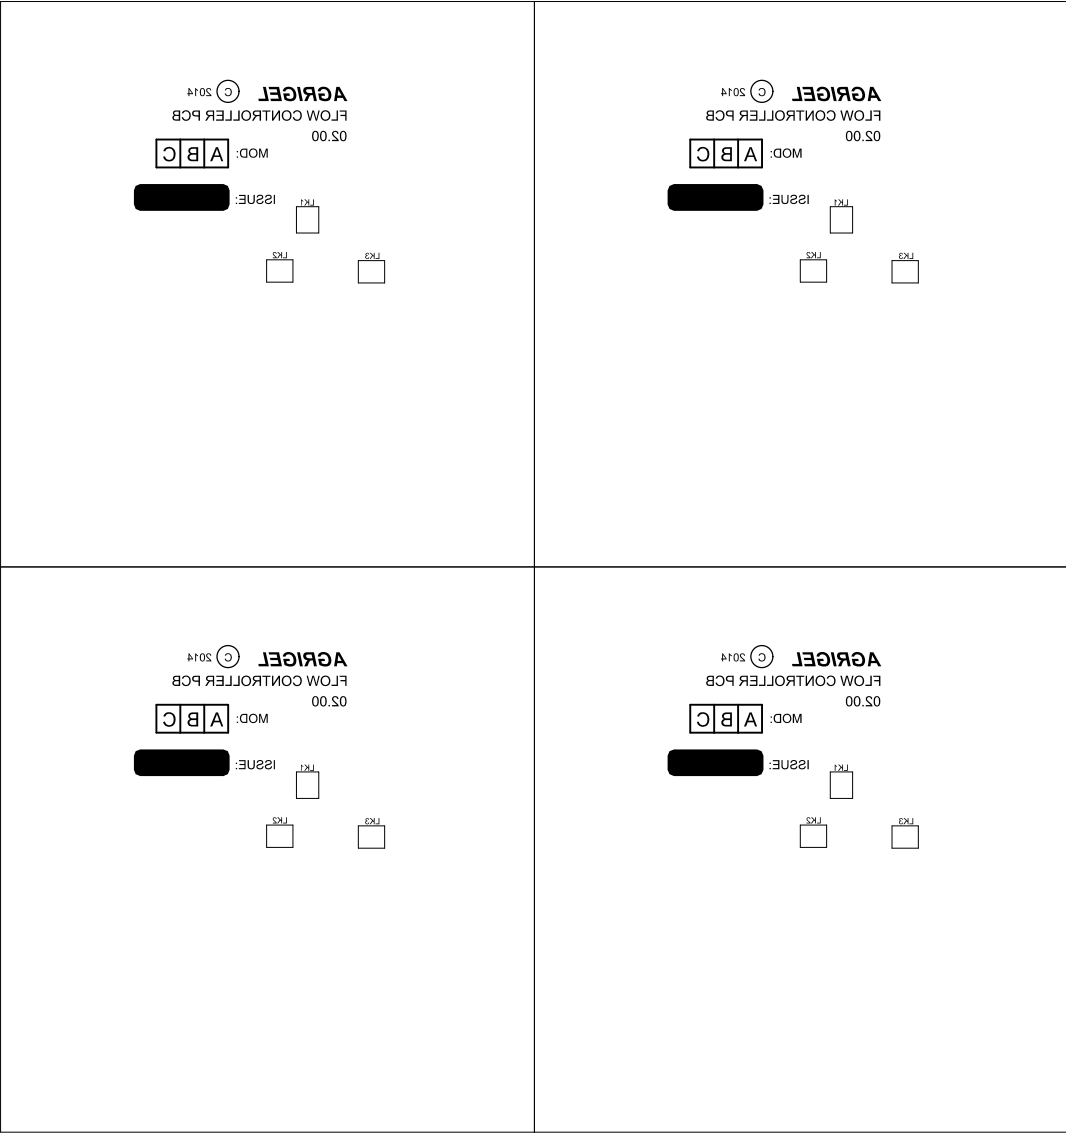 AGRIGEL C 2014
FLOW CONTROLLER PCB
02.00
MOD: A B C
ISSUE:
LK1
LK3 LK2
AGRIGEL C 2014
FLOW CONTROLLER PCB
02.00
MOD: A B C
ISSUE:
LK1
LK3 LK2
AGRIGEL C 2014
FLOW CONTROLLER PCB
02.00
MOD: A B C
ISSUE:
LK1
LK3 LK2
AGRIGEL C 2014
FLOW CONTROLLER PCB
02.00
MOD: A B C
ISSUE:
LK1
LK3 LK2